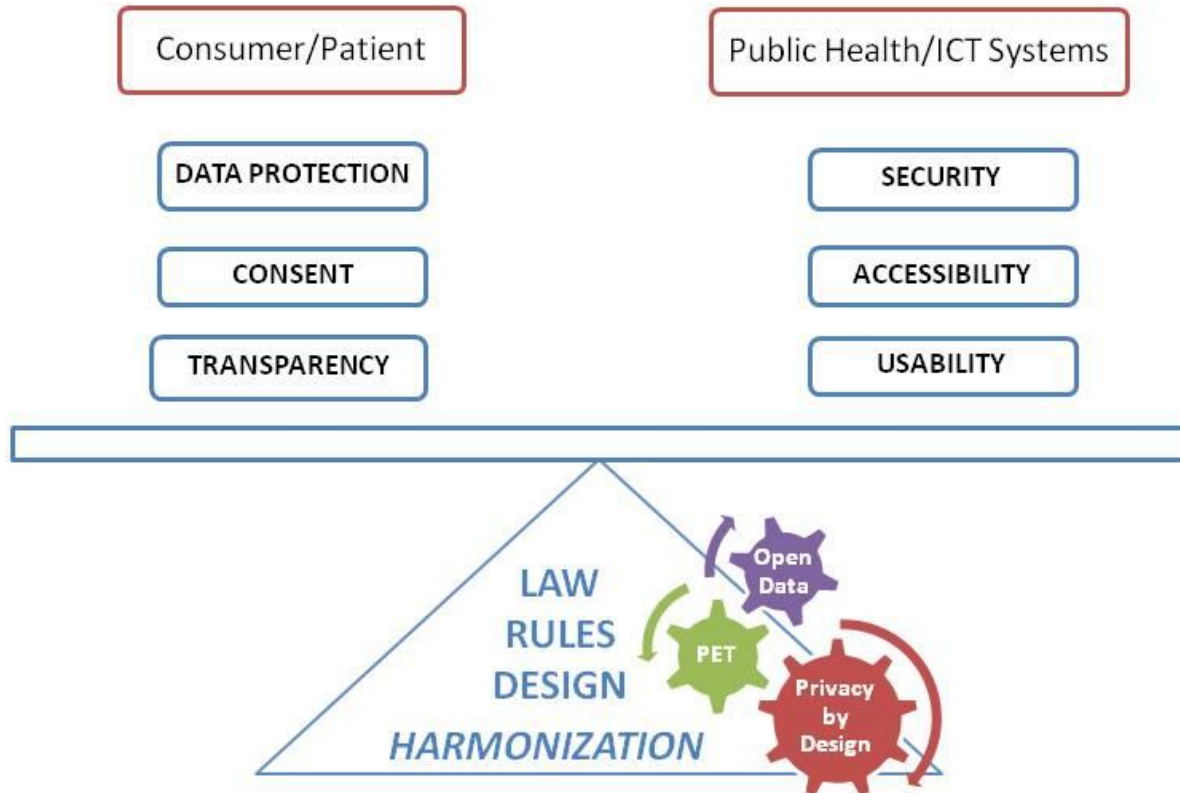 Consumer/Patient
Public Health/ICT Systems
DATA PROTECTION
SECURITY
CONSENT
ACCESSIBILITY
TRANSPARENCY
USABILITY
LAW
RULES
DESIGN
HARMONIZATION
Open
Data
PET
Privacy
by
Design